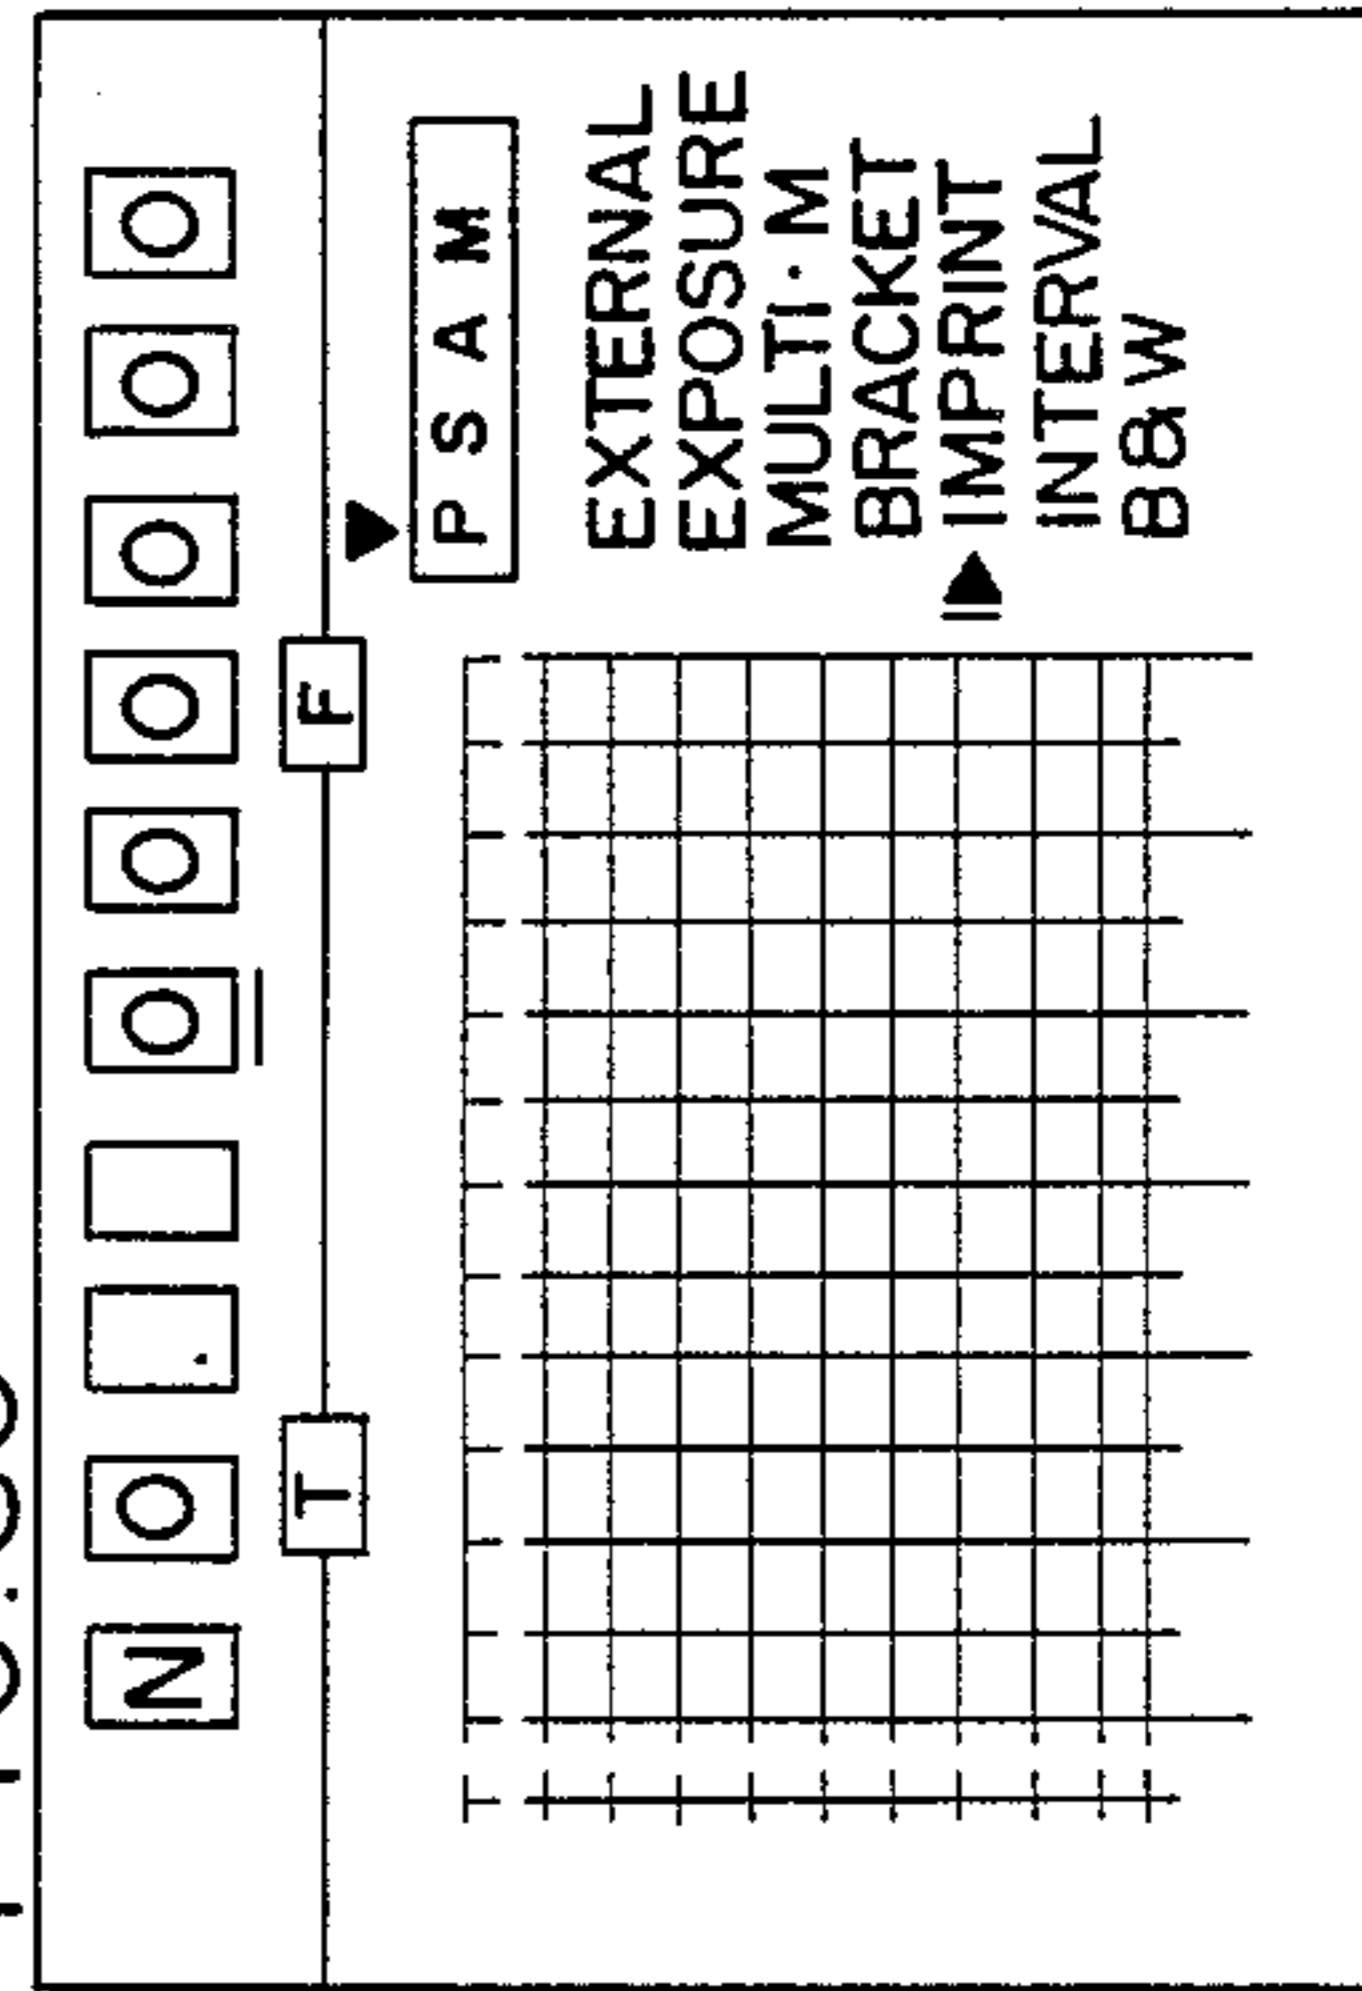 N O O O O O O O
T F
P S A M
EXTERNAL
EXPOSURE
MULTI·M
BRACKET
IMPRINT
INTERVAL
B&W